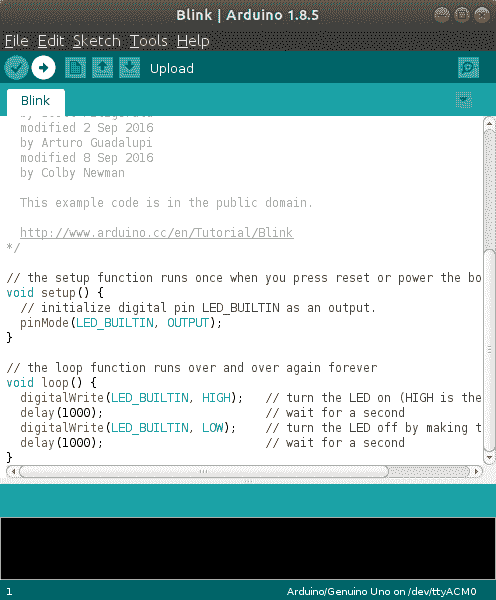 Blink | Arduino 1.8.5
File Edit Sketch Tools Help
Upload
Blink
modified 2 Sep 2016
by Arturo Guadalupi
modified 8 Sep 2016
by Colby Newman
This example code is in the public domain.
http://www.arduino.cc/en/Tutorial/Blink
*/
// the setup function runs once when you press reset or power the bo
void setup() {
// initialize digital pin LED_BUILTIN as an output.
pinMode(LED_BUILTIN, OUTPUT);
}
// the loop function runs over and over again forever
void loop() {
digitalWrite(LED_BUILTIN, HIGH);   // turn the LED on (HIGH is the
delay(1000);                       // wait for a second
digitalWrite(LED_BUILTIN, LOW);    // turn the LED off by making t
delay(1000);                       // wait for a second
}
1 Arduino/Genuino Uno on /dev/ttyACM0